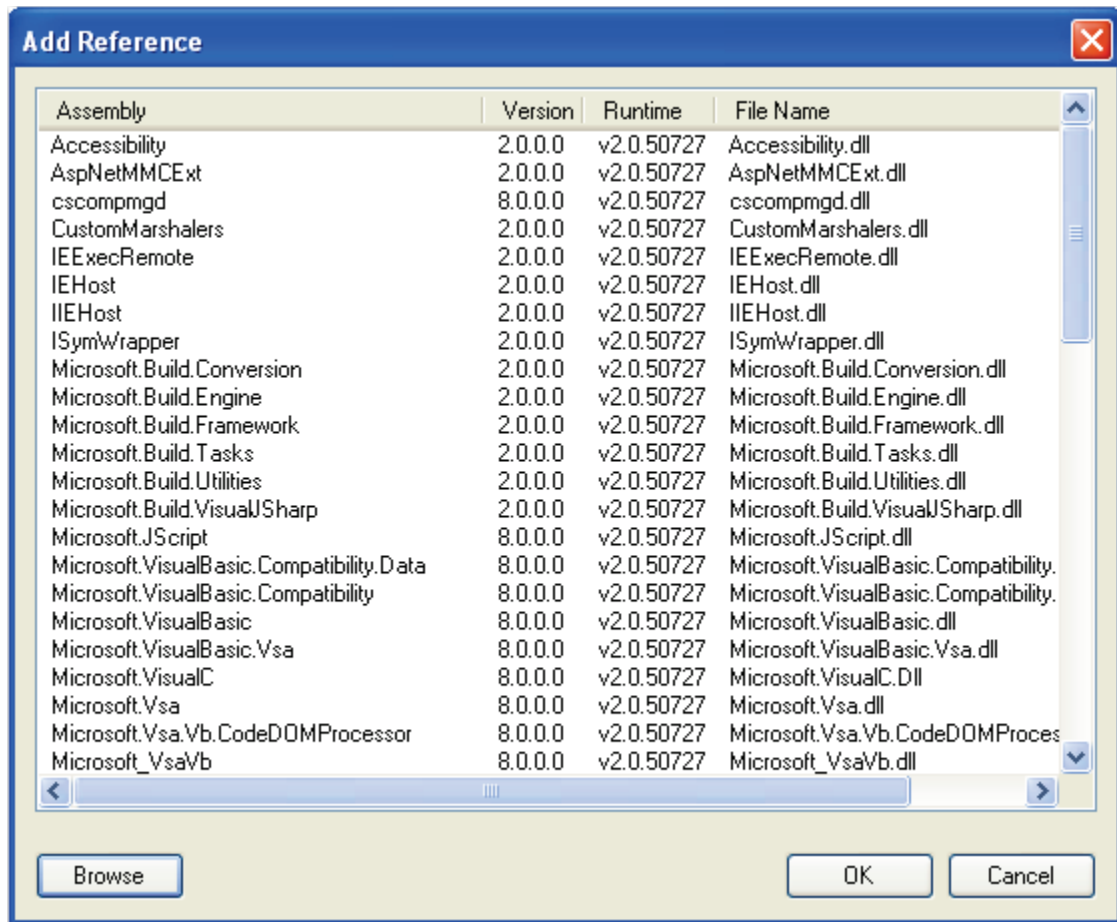 Add Reference
Assembly Version Runtime File Name
Accessibility 2.0.0.0 v2.0.50727 Accessibility.dll
AspNetMMCExt 2.0.0.0 v2.0.50727 AspNetMMCExt.dll
cscompmgd 8.0.0.0 v2.0.50727 cscompmgd.dll
CustomMarshalers 2.0.0.0 v2.0.50727 CustomMarshalers.dll
IEExecRemote 2.0.0.0 v2.0.50727 IEExecRemote.dll
IEHost 2.0.0.0 v2.0.50727 IEHost.dll
IIEHost 2.0.0.0 v2.0.50727 IIEHost.dll
ISymWrapper 2.0.0.0 v2.0.50727 ISymWrapper.dll
Microsoft.Build.Conversion 2.0.0.0 v2.0.50727 Microsoft.Build.Conversion.dll
Microsoft.Build.Engine 2.0.0.0 v2.0.50727 Microsoft.Build.Engine.dll
Microsoft.Build.Framework 2.0.0.0 v2.0.50727 Microsoft.Build.Framework.dll
Microsoft.Build.Tasks 2.0.0.0 v2.0.50727 Microsoft.Build.Tasks.dll
Microsoft.Build.Utilities 2.0.0.0 v2.0.50727 Microsoft.Build.Utilities.dll
Microsoft.Build.VisualJSharp 2.0.0.0 v2.0.50727 Microsoft.Build.VisualJSharp.dll
Microsoft.JScript 8.0.0.0 v2.0.50727 Microsoft.JScript.dll
Microsoft.VisualBasic.Compatibility.Data 8.0.0.0 v2.0.50727 Microsoft.VisualBasic.Compatibility.
Microsoft.VisualBasic.Compatibility 8.0.0.0 v2.0.50727 Microsoft.VisualBasic.Compatibility.
Microsoft.VisualBasic 8.0.0.0 v2.0.50727 Microsoft.VisualBasic.dll
Microsoft.VisualBasic.Vsa 8.0.0.0 v2.0.50727 Microsoft.VisualBasic.Vsa.dll
Microsoft.VisualC 8.0.0.0 v2.0.50727 Microsoft.VisualC.Dll
Microsoft.Vsa 8.0.0.0 v2.0.50727 Microsoft.Vsa.dll
Microsoft.Vsa.Vb.CodeDOMProcessor 8.0.0.0 v2.0.50727 Microsoft.Vsa.Vb.CodeDOMProces
Microsoft_VsaVb 8.0.0.0 v2.0.50727 Microsoft_VsaVb.dll
Browse OK Cancel